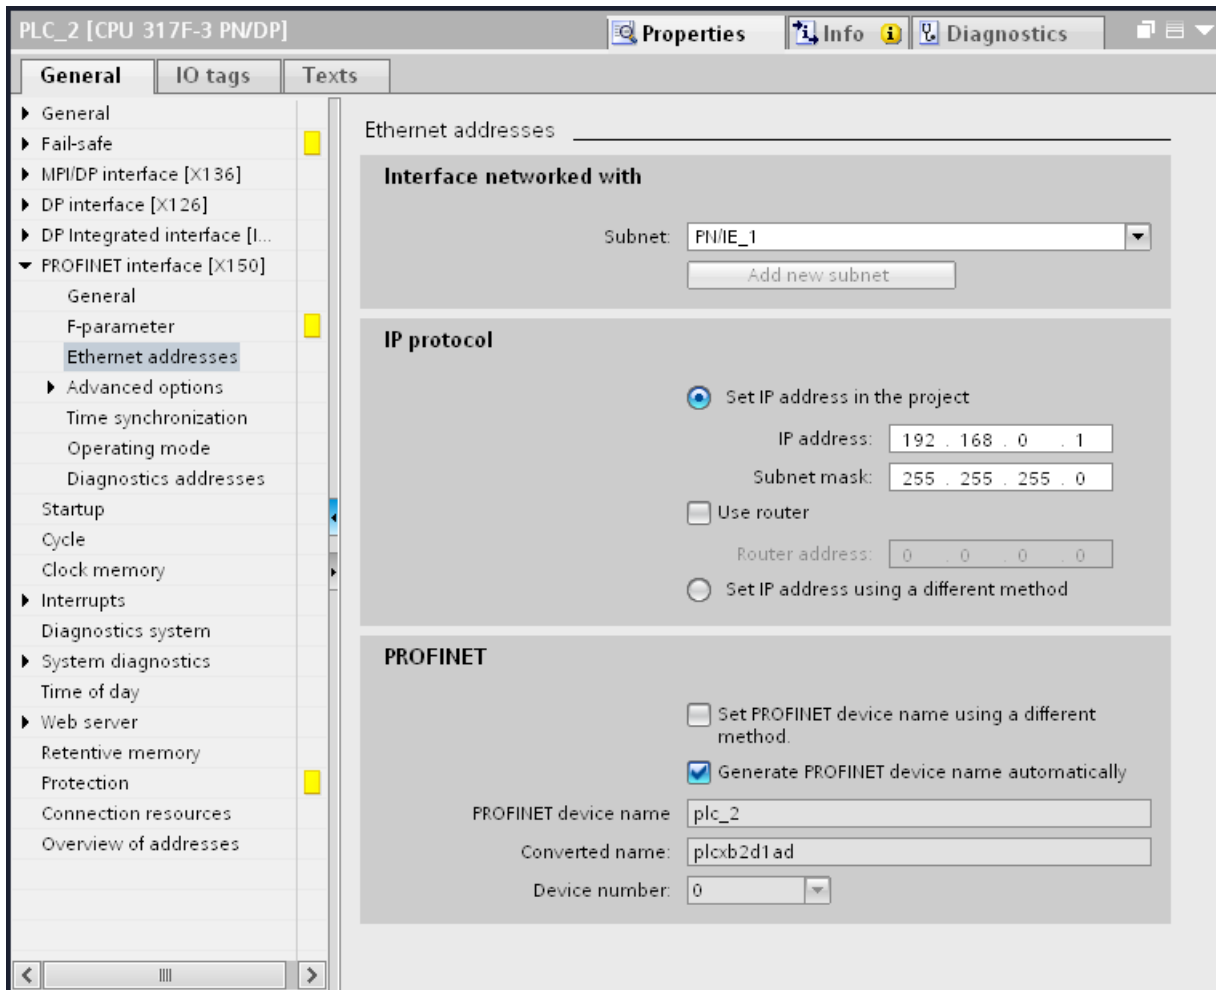 PLC_2 [CPU 317F-3 PN/DP]
Properties
Info
Diagnostics
General
IO tags
Texts
General
Fail-safe
MPI/DP interface [X136]
DP interface [X126]
DP Integrated interface [I...
PROFINET interface [X150]
General
F-parameter
Ethernet addresses
Advanced options
Time synchronization
Operating mode
Diagnostics addresses
Startup
Cycle
Clock memory
Interrupts
Diagnostics system
System diagnostics
Time of day
Web server
Retentive memory
Protection
Connection resources
Overview of addresses
Ethernet addresses
Interface networked with
Subnet: PN/IE_1
Add new subnet
IP protocol
Set IP address in the project
IP address: 192 . 168 . 0 . 1
Subnet mask: 255 . 255 . 255 . 0
Use router
Router address: 0 . 0 . 0 . 0
Set IP address using a different method
PROFINET
Set PROFINET device name using a different
method.
Generate PROFINET device name automatically
PROFINET device name plc_2
Converted name: plcxb2d1ad
Device number: 0